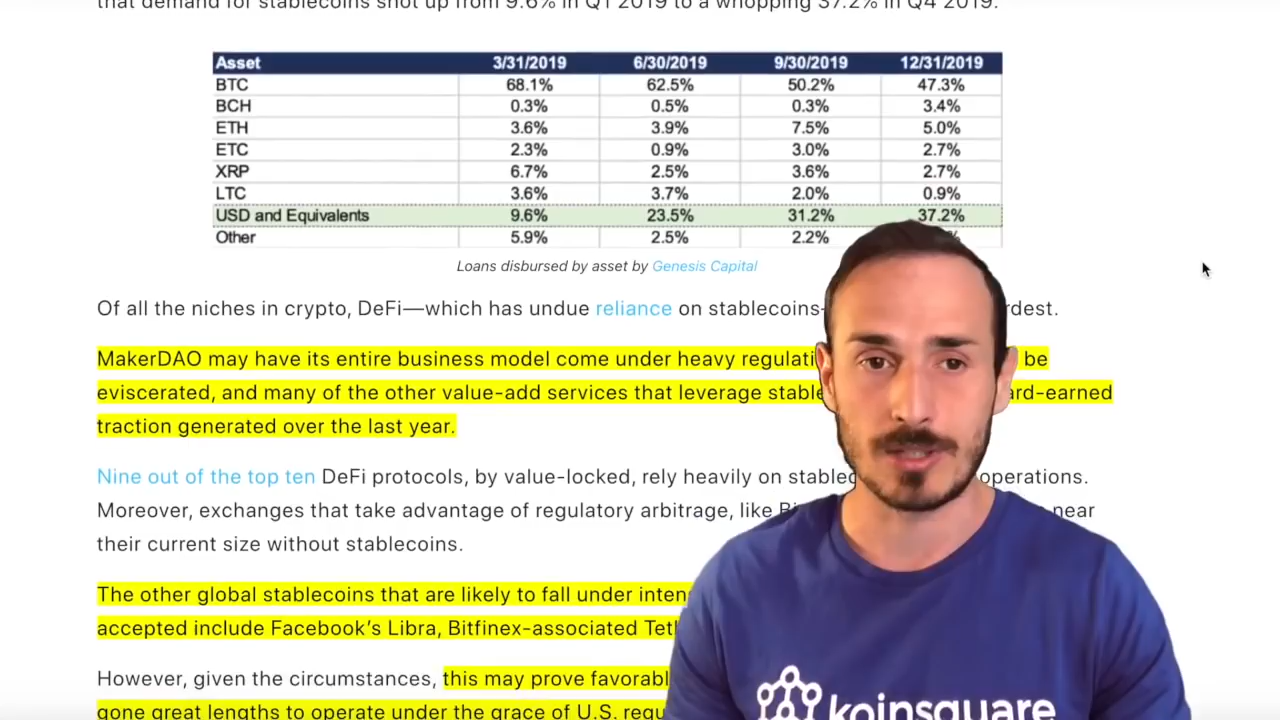 that demand for stablecoins shot up from 9.6% in Q1 2019 to a whopping 37.2% in Q4 2019.
Asset 3/31/2019 6/30/2019 9/30/2019 12/31/2019
BTC 68.1% 62.5% 50.2% 47.3%
BCH 0.3% 0.5% 0.3% 3.4%
ETH 3.6% 3.9% 7.5% 5.0%
ETC 2.3% 0.9% 3.0% 2.7%
XRP 6.7% 2.5% 3.6% 2.7%
LTC 3.6% 3.7% 2.0% 0.9%
USD and Equivalents 9.6% 23.5% 31.2% 37.2%
Other 5.9% 2.5% 2.2%
Loans disbursed by asset by Genesis Capital
Of all the niches in crypto, DeFi—which has undue reliance on stablecoins
MakerDAO may have its entire business model come under heavy be
eviscerated, and many of the other value-add services that leverage
traction generated over the last year.
Nine out of the top ten DeFi protocols, by value-locked, rely heavily on operations.
Moreover, exchanges that take advantage of regulatory arbitrage, like near
their current size without stablecoins.
The other global stablecoins that are likely to fall under
accepted include Facebook's Libra, Bitfinex-associated
However, given the circumstances, this may prove
gone great lengths to operate under the grace of U.S.
koinsquare